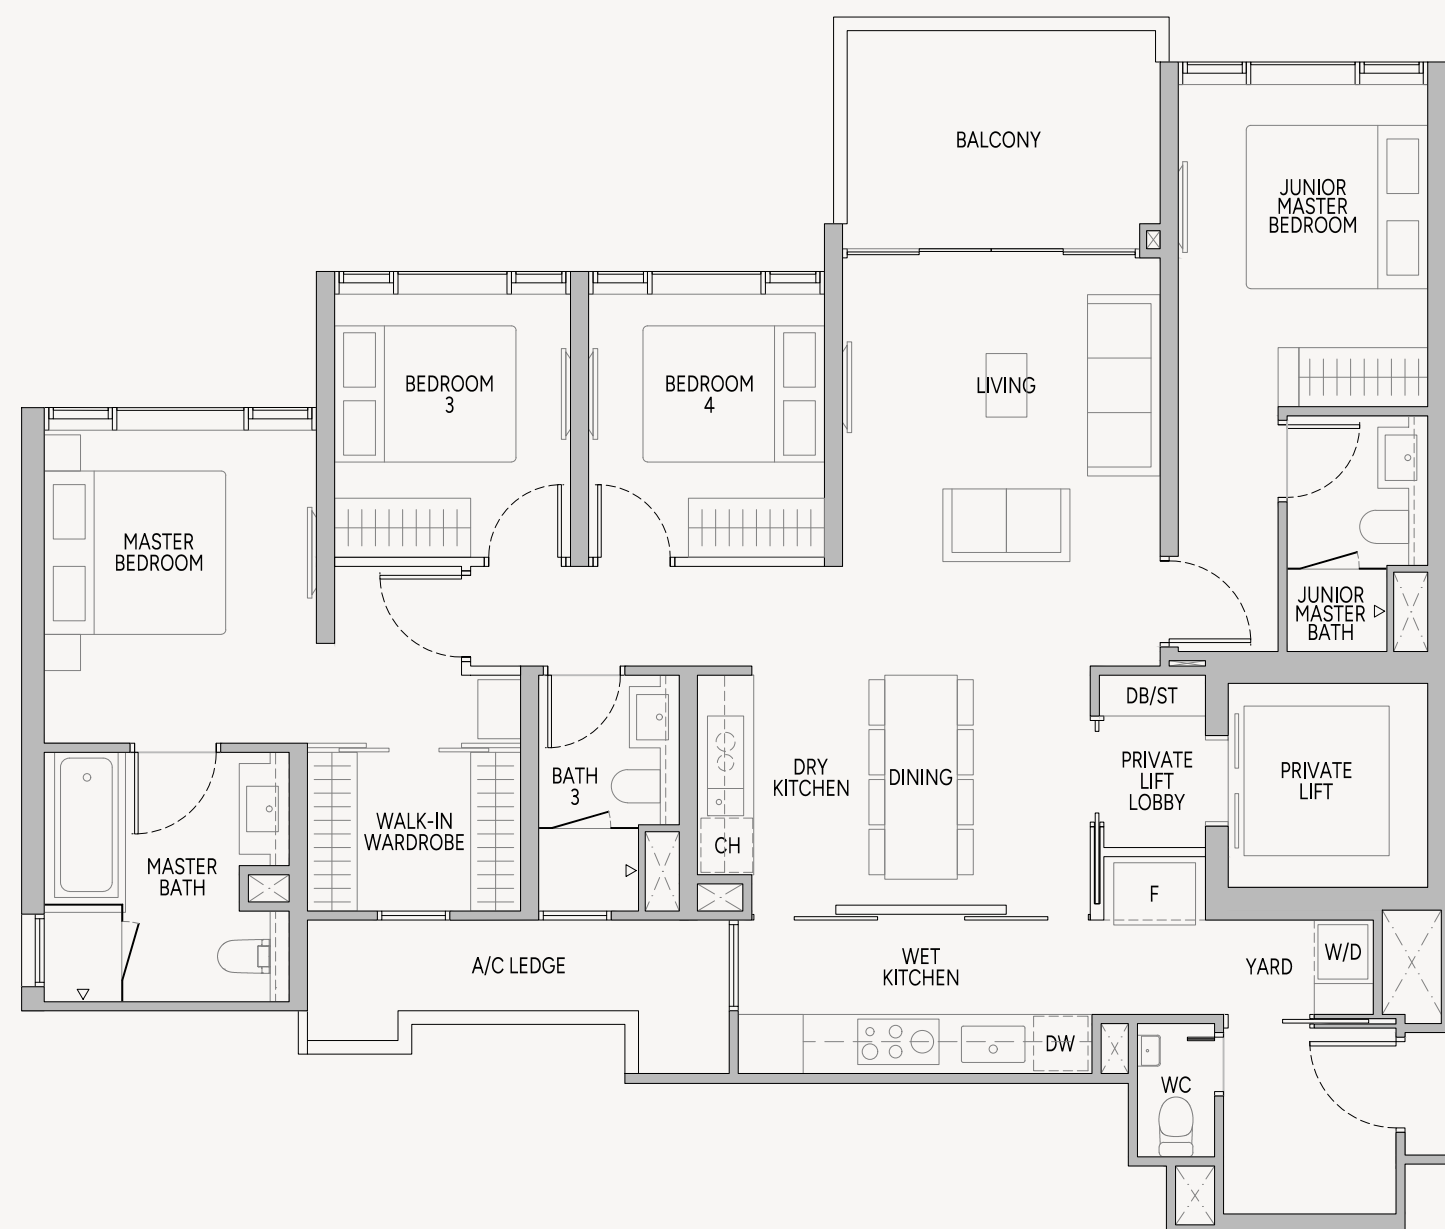 BALCONY
JUNIOR
MASTER
BEDROOM
BEDROOM
3
BEDROOM
4
LIVING
MASTER
BEDROOM
JUNIOR
MASTER
BATH
DB/ST
PRIVATE
LIFT
LOBBY
PRIVATE
LIFT
DRY
KITCHEN
DINING
BATH
3
WALK-IN
WARDROBE
CH
MASTER
BATH
F
A/C LEDGE
WET
KITCHEN
YARD
W/D
DW
WC